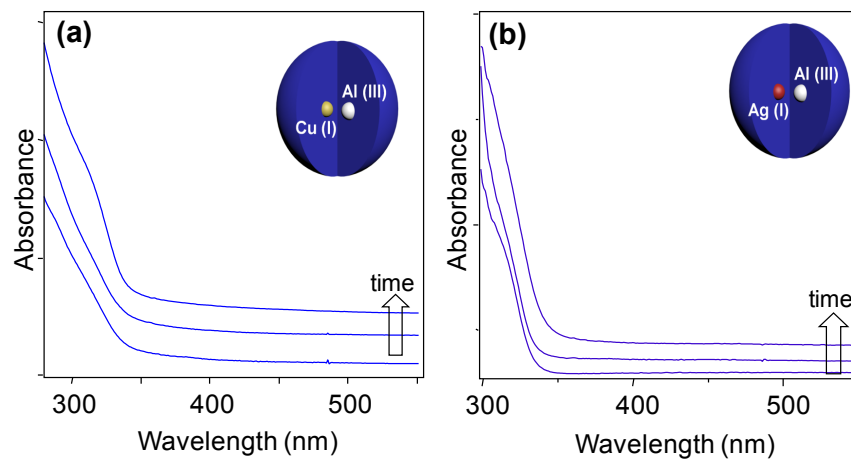 (a)
Al (III)
Cu (I)
time
Absorbance
300
400
500
Wavelength (nm)
(b)
Al (III)
Ag (I)
time
Absorbance
300
400
500
Wavelength (nm)